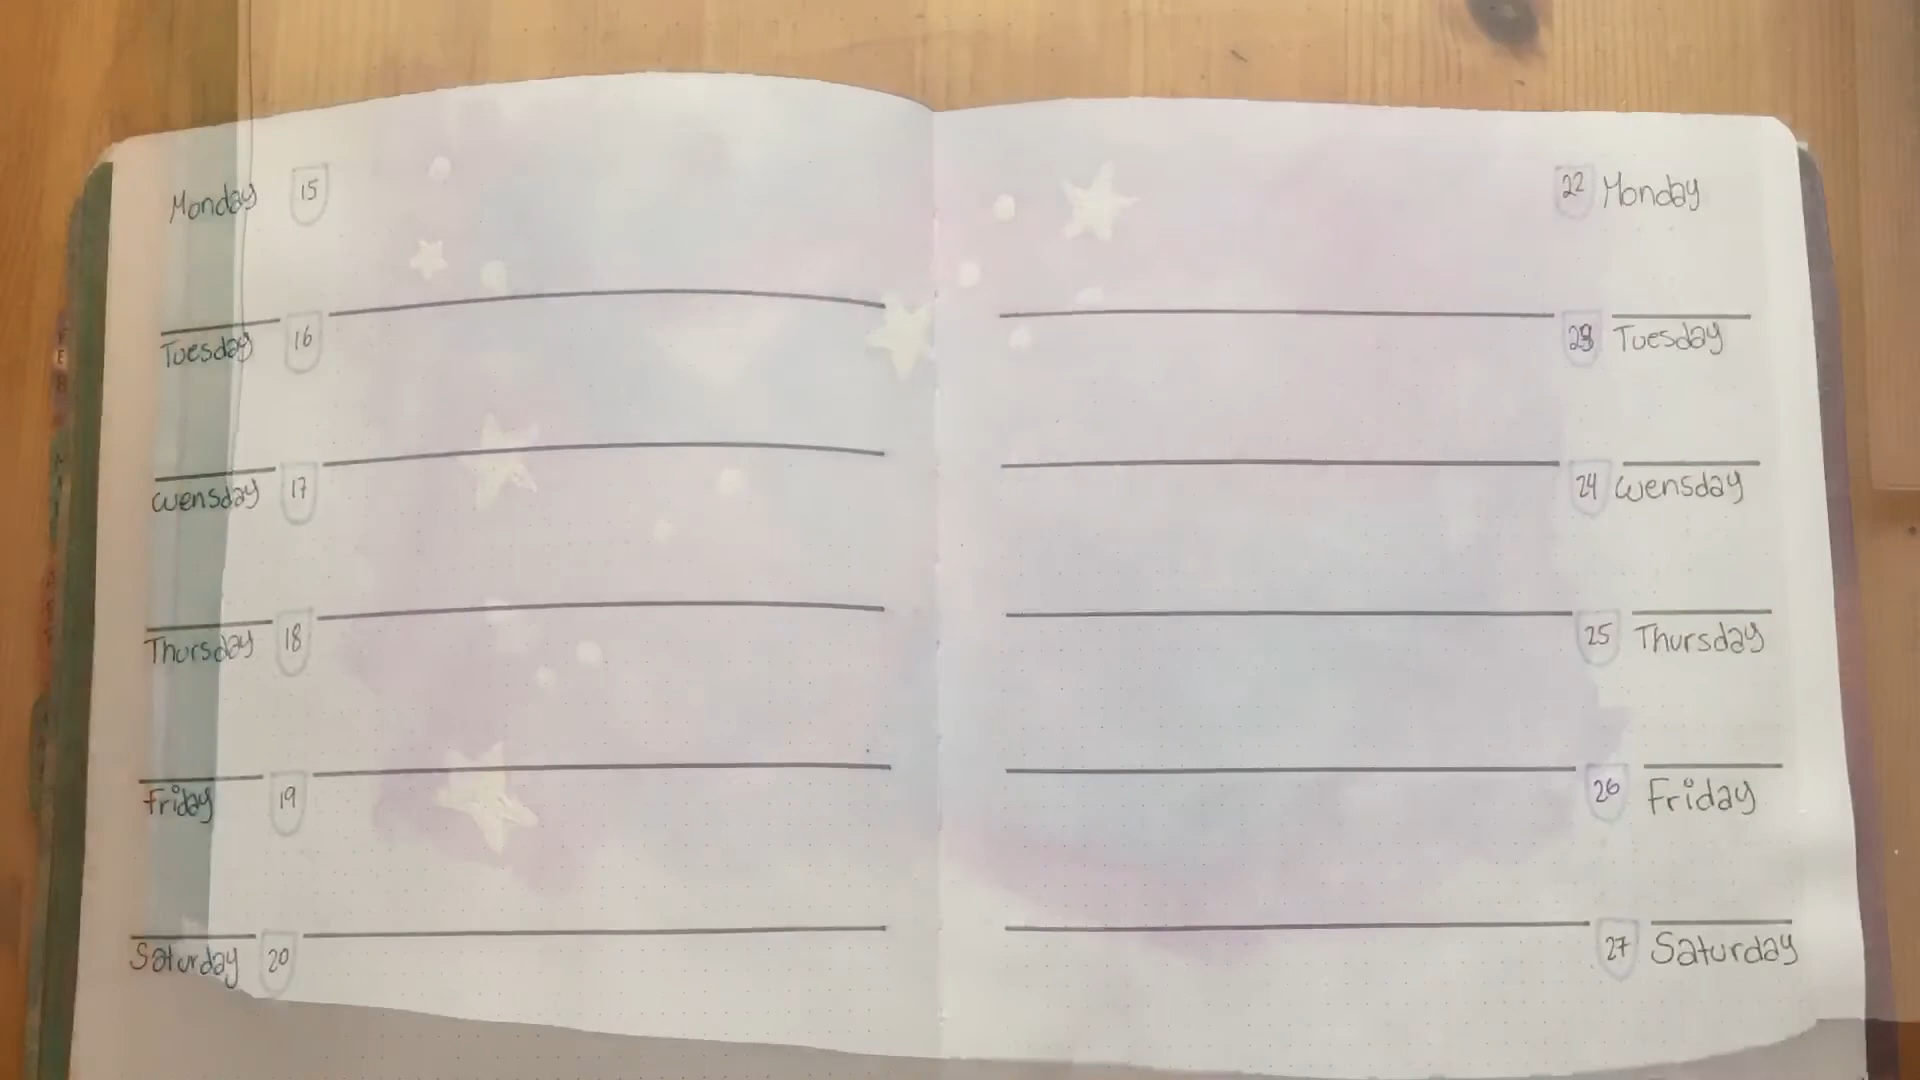 Monday 15
Tuesday 16
Wensday 17
Thursday 18
Friday 19
Saturday 20
22 Monday
23 Tuesday
24 Wensday
25 Thursday
26 Friday
27 Saturday